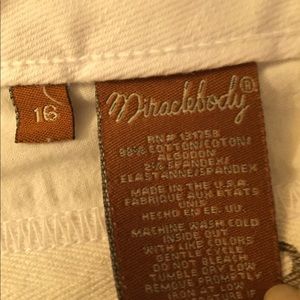 16
Miraclebody®
RN# 131758
98% COTTON/COTON/
ALGODON
2% SPANDEX/
ELASTANNE/SPANDEX
MADE IN THE U.S.A.
FABRIQUE AUX ETATS
UNIS
HECHO EN EE. UU.
MACHINE WASH COLD
INSIDE
WITH LIKE COLORS
GENTLE CYCLE
DO NOT BLEACH
TUMBLE DRY LOW
REMOVE PROMPTLY